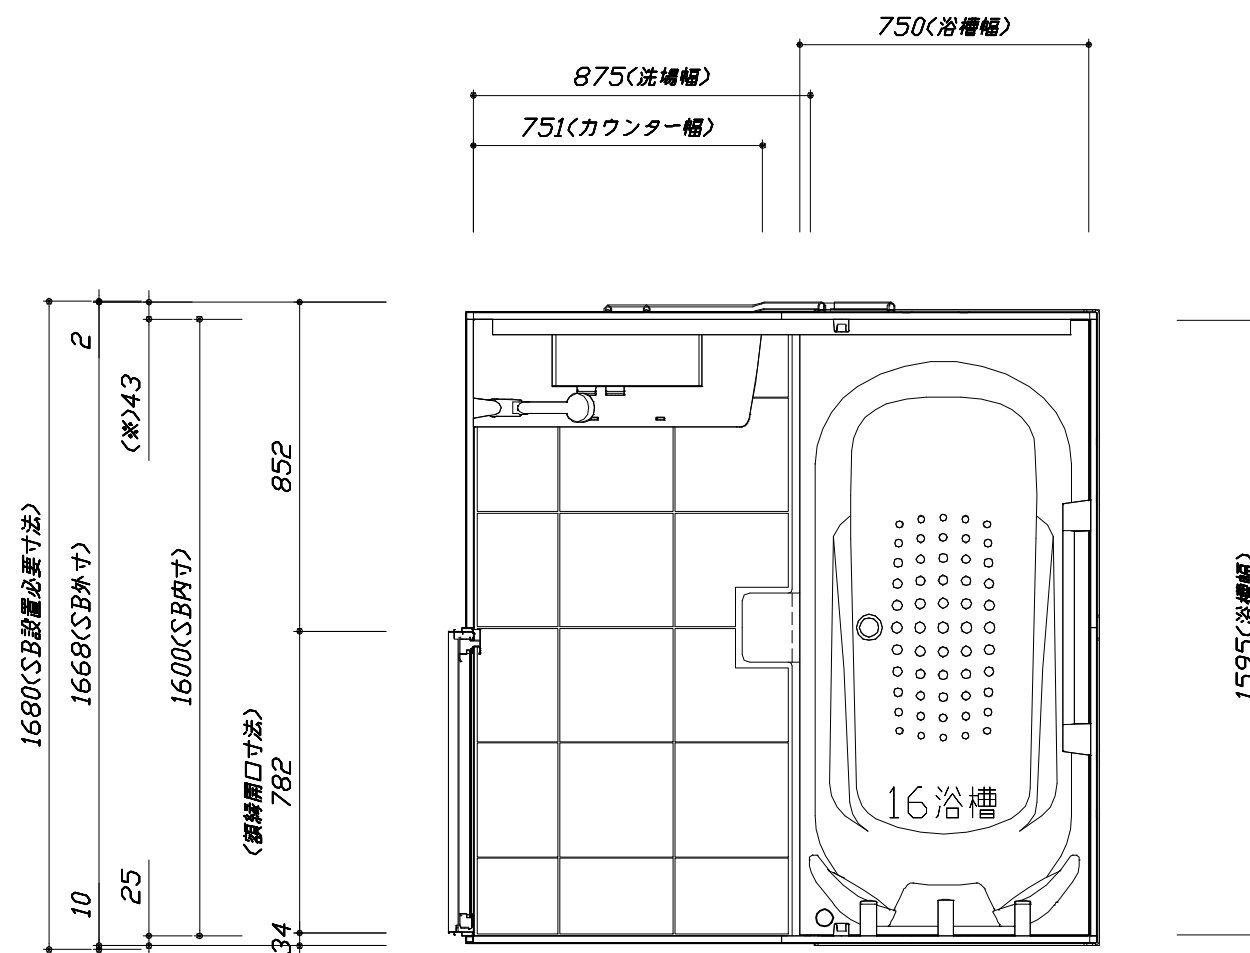 750(浴槽幅)
875(洗場幅)
751(カウンター幅)
1680(SB設置必要寸法)
2
1668(SB外寸)
10
(※)43
25
1600(SB内寸)
(額縁開口寸法)
852
782
34
1595(浴槽幅)
16浴槽